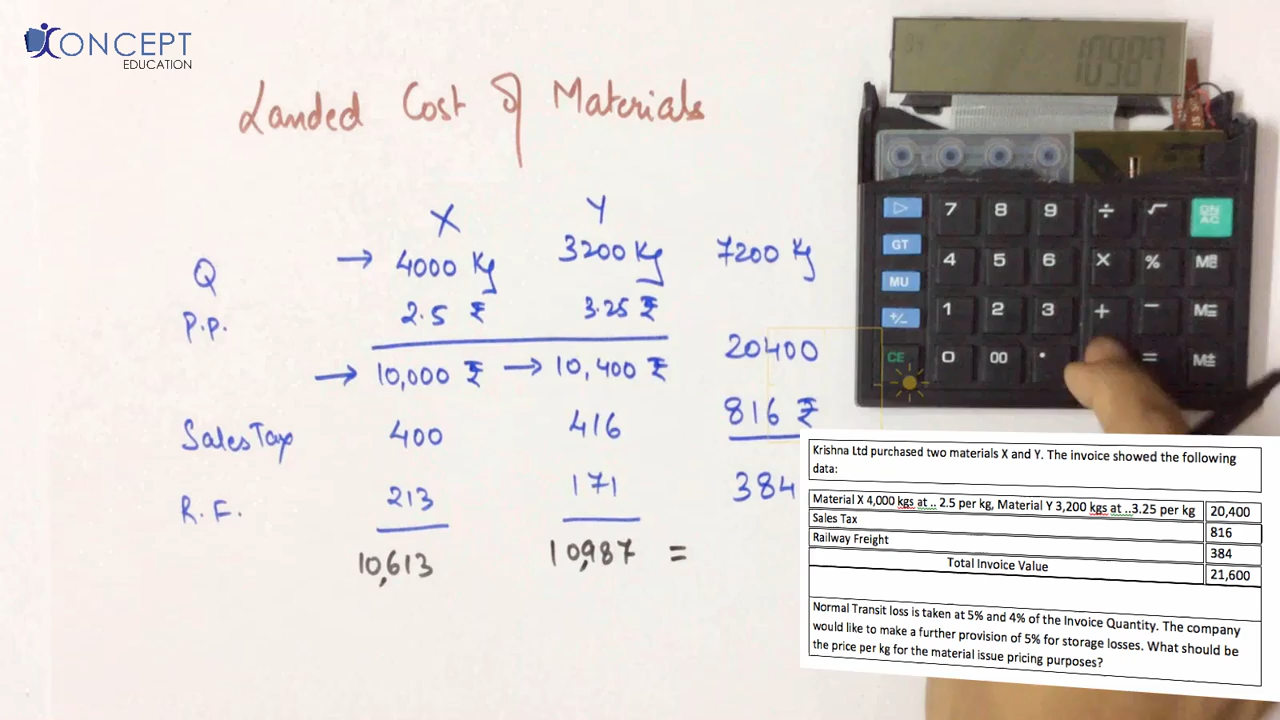 CONCEPT
EDUCATION
Landed Cost of Materials
X Y
Q → 4000 Kg 3200 Kg 7200 Kg
P.P. 2.5 ₹ 3.25 ₹
→ 10,000 ₹ → 10,400 ₹ 20400
Sales Tax 400 416 816 ₹
R.F. 213 171 384
10,613 10,987 =
10987
▷ 7 8 9 ÷ √ ON/AC
GT 4 5 6 X %
MU 1 2 3 + −
+/−
CE 0 00 • = M±
Krishna Ltd purchased two materials X and Y. The invoice showed the following
data:
Material X 4,000 kgs at .. 2.5 per kg, Material Y 3,200 kgs at ..3.25 per kg 20,400
Sales Tax 816
Railway Freight 384
Total Invoice Value 21,600
Normal Transit loss is taken at 5% and 4% of the Invoice Quantity. The company
would like to make a further provision of 5% for storage losses. What should be
the price per kg for the material issue pricing purposes?